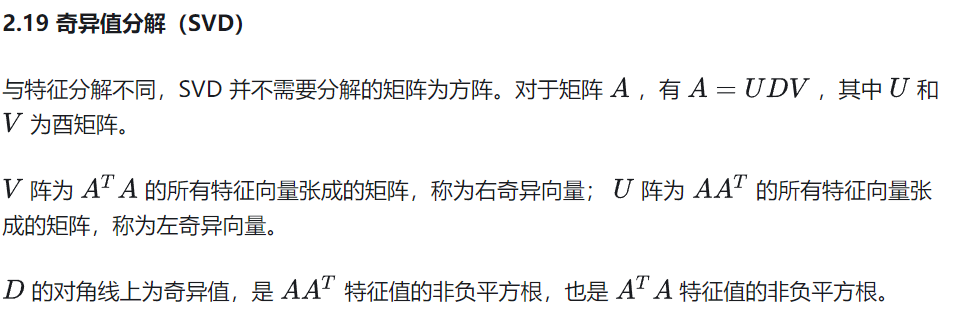 2.19 奇异值分解（SVD）
与特征分解不同，SVD 并不需要分解的矩阵为方阵。对于矩阵 A ，有 A = UDV ，其中 U 和
V 为酉矩阵。
V 阵为 A^T A 的所有特征向量张成的矩阵，称为右奇异向量； U 阵为 AA^T 的所有特征向量张
成的矩阵，称为左奇异向量。
D 的对角线上为奇异值，是 AA^T 特征值的非负平方根，也是 A^T A 特征值的非负平方根。